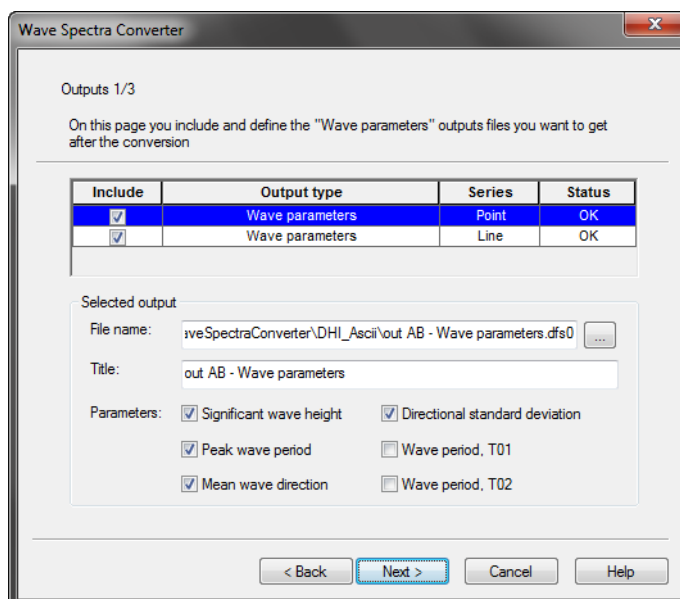 Wave Spectra Converter
Outputs 1/3
On this page you include and define the "Wave parameters" outputs files you want to get
after the conversion
Include Output type Series Status
Wave parameters Point OK
Wave parameters Line OK
Selected output
File name: aveSpectraConverter\DHI_Ascii\out AB - Wave parameters.dfs0 ...
Title: out AB - Wave parameters
Parameters: Significant wave height Directional standard deviation
Peak wave period Wave period, T01
Mean wave direction Wave period, T02
< Back Next > Cancel Help